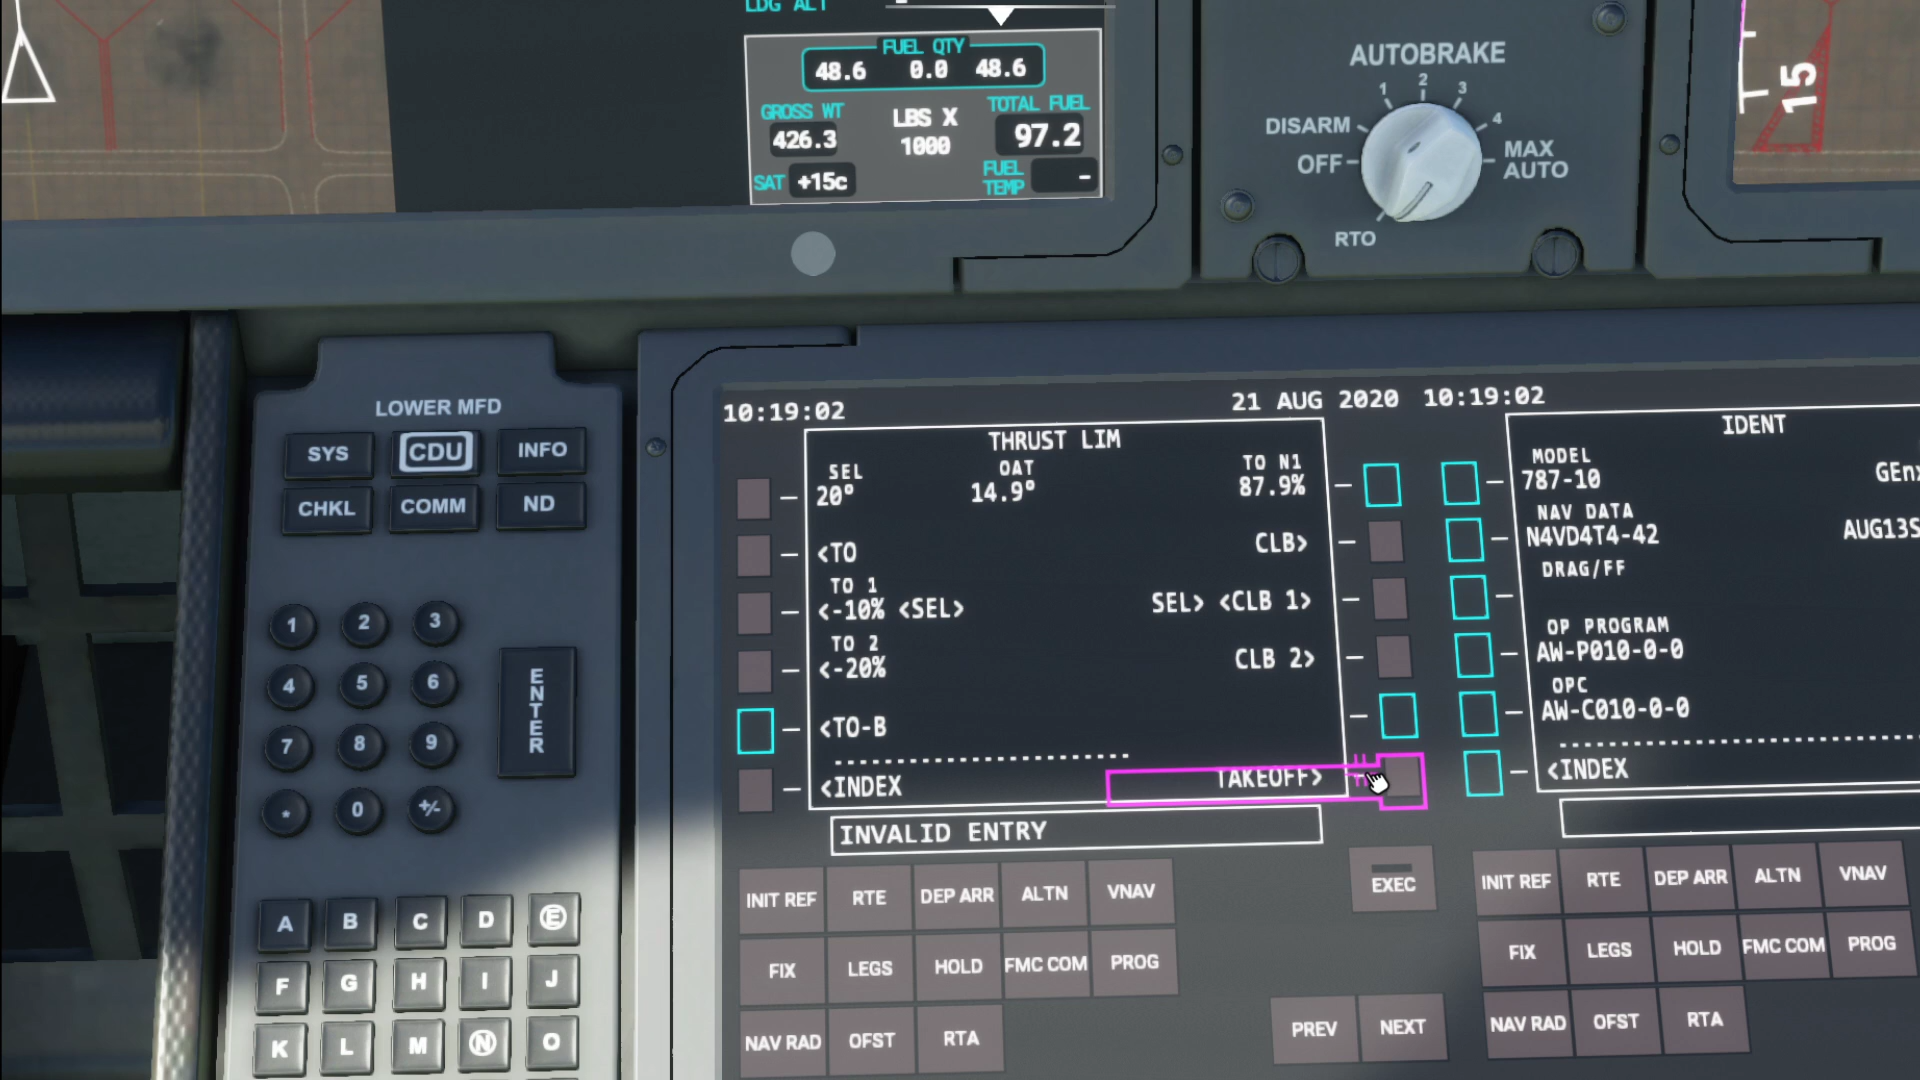 LDG ALT
FUEL QTY
48.6 0.0 48.6
GROSS WT LBS X TOTAL FUEL
426.3 1000 97.2
SAT +15c FUEL TEMP -
AUTOBRAKE
1 2 3 4
DISARM
OFF
MAX AUTO
RTO
15
LOWER MFD
SYS CDU INFO
CHKL COMM ND
1 2 3
4 5 6
7 8 9
* 0 +/-
ENTER
A B C D E
F G H I J
K L M N O
10:19:02 21 AUG 2020
THRUST LIM
SEL OAT TO N1
20° 14.9° 87.9%
<TO CLB>
TO 1
<-10% <SEL> SEL> <CLB 1>
TO 2
<-20% CLB 2>
<TO-B
<INDEX TAKEOFF>
INVALID ENTRY
INIT REF RTE DEP ARR ALTN VNAV EXEC
FIX LEGS HOLD FMC COM PROG
NAV RAD OFST RTA PREV NEXT
10:19:02
IDENT
MODEL
787-10
NAV DATA
N4VD4T4-42
DRAG/FF
OP PROGRAM
AW-P010-0-0
OPC
AW-C010-0-0
<INDEX
INIT REF RTE DEP ARR ALTN VNAV
FIX LEGS HOLD FMC COM PROG
NAV RAD OFST RTA